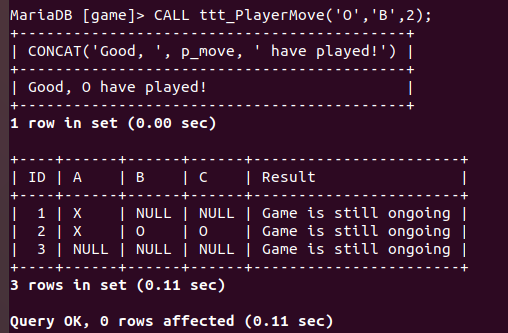 MariaDB [game]> CALL ttt_PlayerMove('O','B',2);
+------------------------------------------+
| CONCAT('Good, ', p_move, ' have played!') |
+------------------------------------------+
| Good, O have played!                      |
+------------------------------------------+
1 row in set (0.00 sec)

+----+------+------+------+-----------------------+
| ID | A    | B    | C    | Result                |
+----+------+------+------+-----------------------+
|  1 | X    | NULL | NULL | Game is still ongoing |
|  2 | X    | O    | O    | Game is still ongoing |
|  3 | NULL | NULL | NULL | Game is still ongoing |
+----+------+------+------+-----------------------+
3 rows in set (0.11 sec)

Query OK, 0 rows affected (0.11 sec)